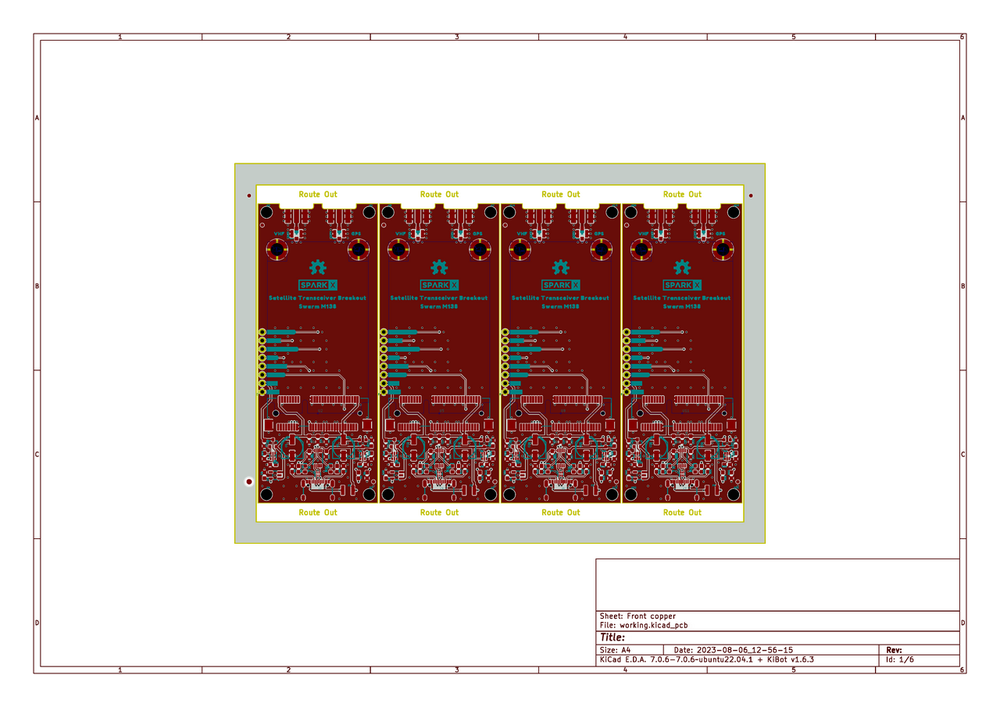 1 2 3 4 5 6
A A
Route Out Route Out Route Out Route Out
VHF GPS VHF GPS VHF GPS VHF GPS
SPARK X SPARK X SPARK X SPARK X
B B
Satellite Transceiver Breakout Satellite Transceiver Breakout Satellite Transceiver Breakout Satellite Transceiver Breakout
Swarm M138 Swarm M138 Swarm M138 Swarm M138
C C
Route Out Route Out Route Out Route Out
Sheet: Front copper
D File: working.kicad_pcb D
Title:
Size: A4 Date: 2023-08-06_12-56-15 Rev:
KiCad E.D.A. 7.0.6-7.0.6-ubuntu22.04.1 + KiBot v1.6.3 Id: 1/6
1 2 3 4 5 6